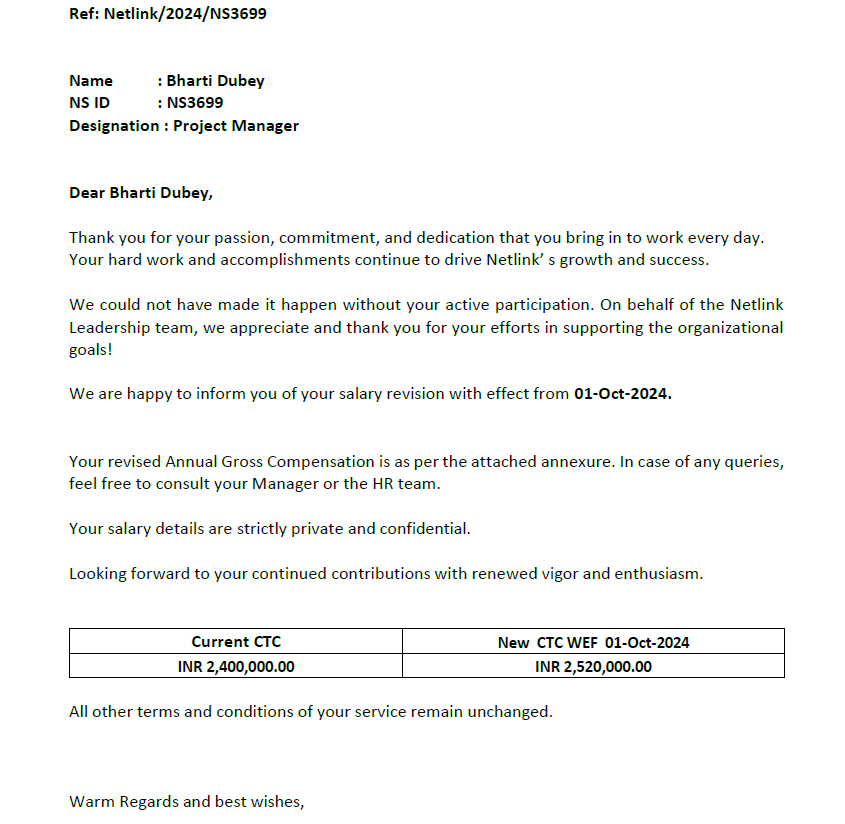 Ref: Netlink/2024/NS3699
Name : Bharti Dubey
NS ID : NS3699
Designation : Project Manager
Dear Bharti Dubey,
Thank you for your passion, commitment, and dedication that you bring in to work every day.
Your hard work and accomplishments continue to drive Netlink’ s growth and success.
We could not have made it happen without your active participation. On behalf of the Netlink
Leadership team, we appreciate and thank you for your efforts in supporting the organizational
goals!
We are happy to inform you of your salary revision with effect from 01-Oct-2024.
Your revised Annual Gross Compensation is as per the attached annexure. In case of any queries,
feel free to consult your Manager or the HR team.
Your salary details are strictly private and confidential.
Looking forward to your continued contributions with renewed vigor and enthusiasm.
Current CTC New CTC WEF 01-Oct-2024
INR 2,400,000.00 INR 2,520,000.00
All other terms and conditions of your service remain unchanged.
Warm Regards and best wishes,